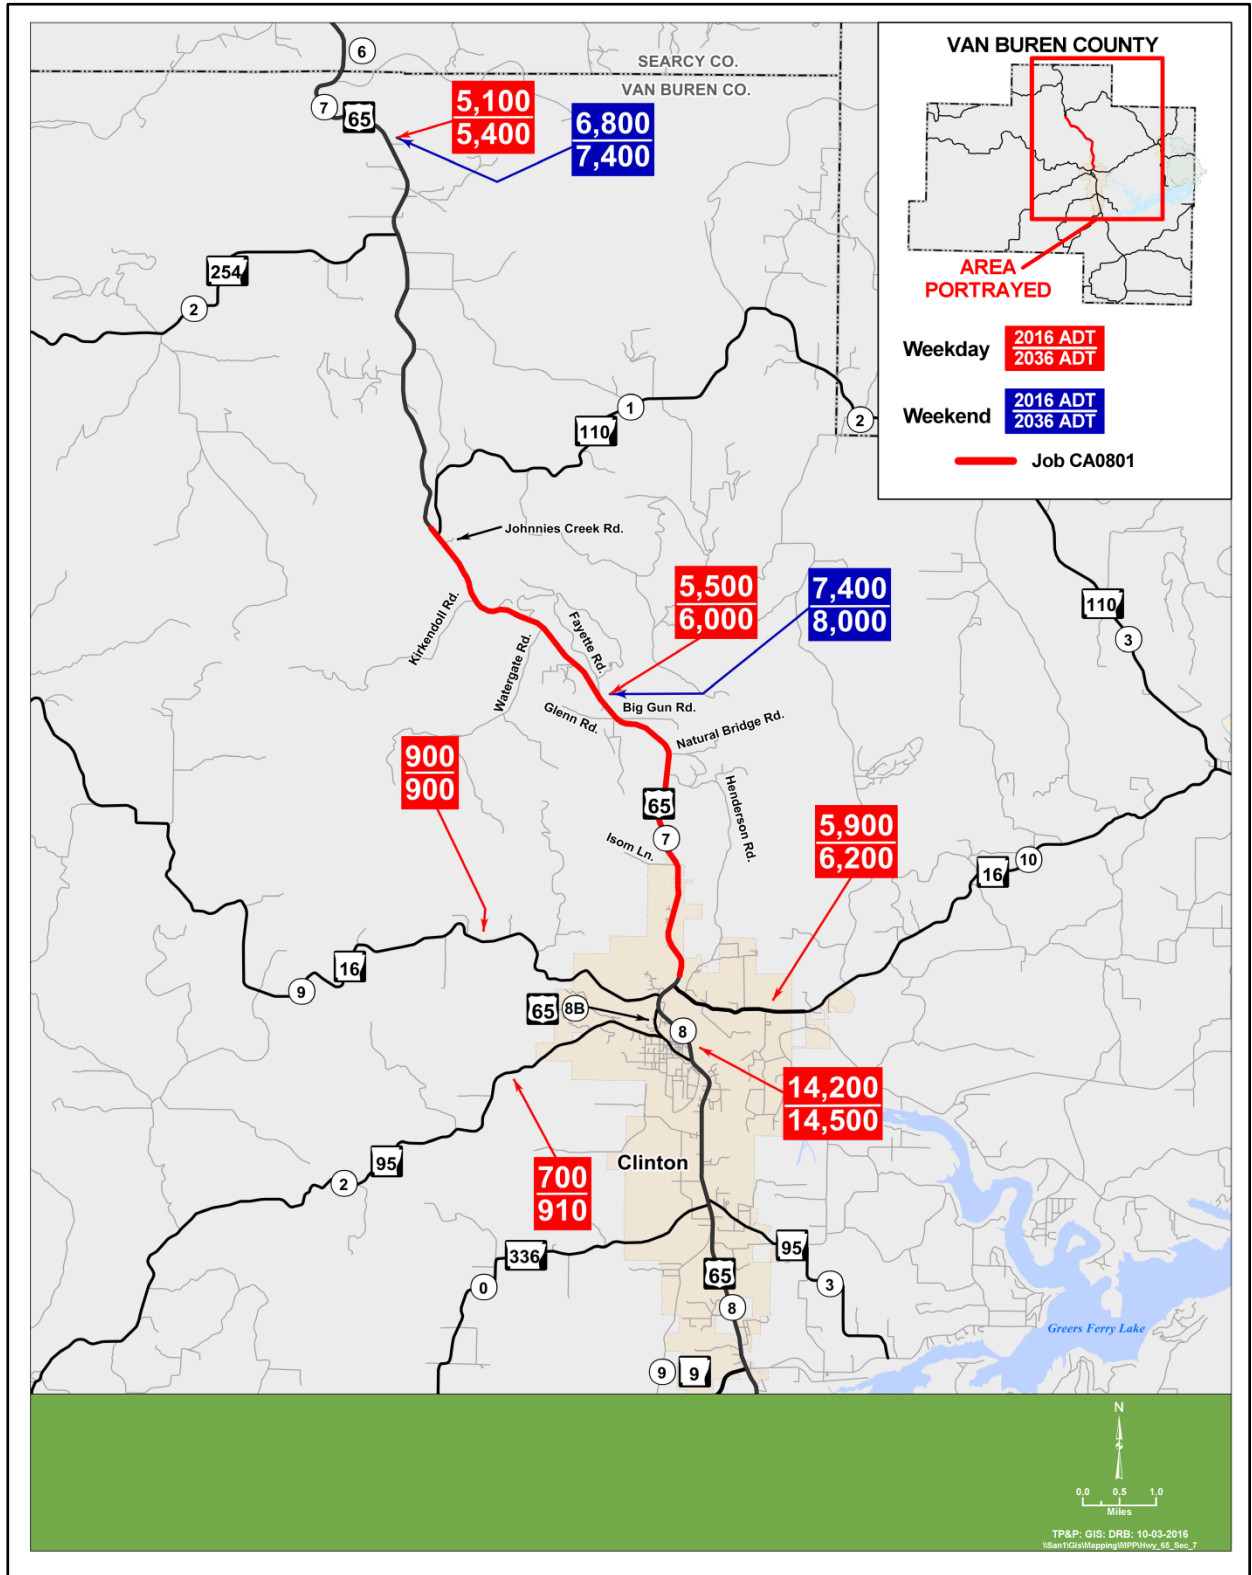 6
SEARCY CO.
VAN BUREN CO.
7
65
5,100
5,400
6,800
7,400
VAN BUREN COUNTY
AREA
PORTRAYED
Weekday
2016 ADT
2036 ADT
Weekend
2016 ADT
2036 ADT
Job CA0801
254
2
1
110
2
Johnnies Creek Rd.
Kirkendoll Rd.
Watergate Rd.
Fayette Rd.
5,500
6,000
7,400
8,000
110
3
Glenn Rd.
Big Gun Rd.
Natural Bridge Rd.
900
900
65
7
Henderson Rd.
Isom Ln.
5,900
6,200
10
16
16
9
65
8B
8
14,200
14,500
95
2
700
910
Clinton
336
0
95
3
65
8
9
9
Greers Ferry Lake
N
0.0 0.5 1.0
Miles
TP&P: GIS: DRB: 10-03-2016
\\San1\Gis\Mapping\MPP\Hwy_65_Sec_7